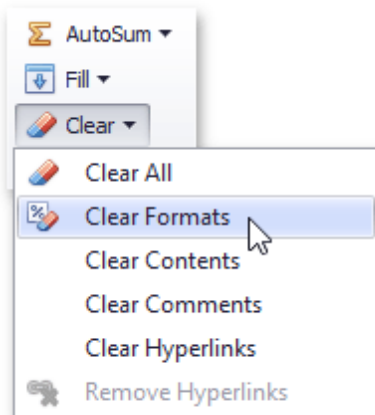 AutoSum
Fill
Clear
Clear All
Clear Formats
Clear Contents
Clear Comments
Clear Hyperlinks
Remove Hyperlinks